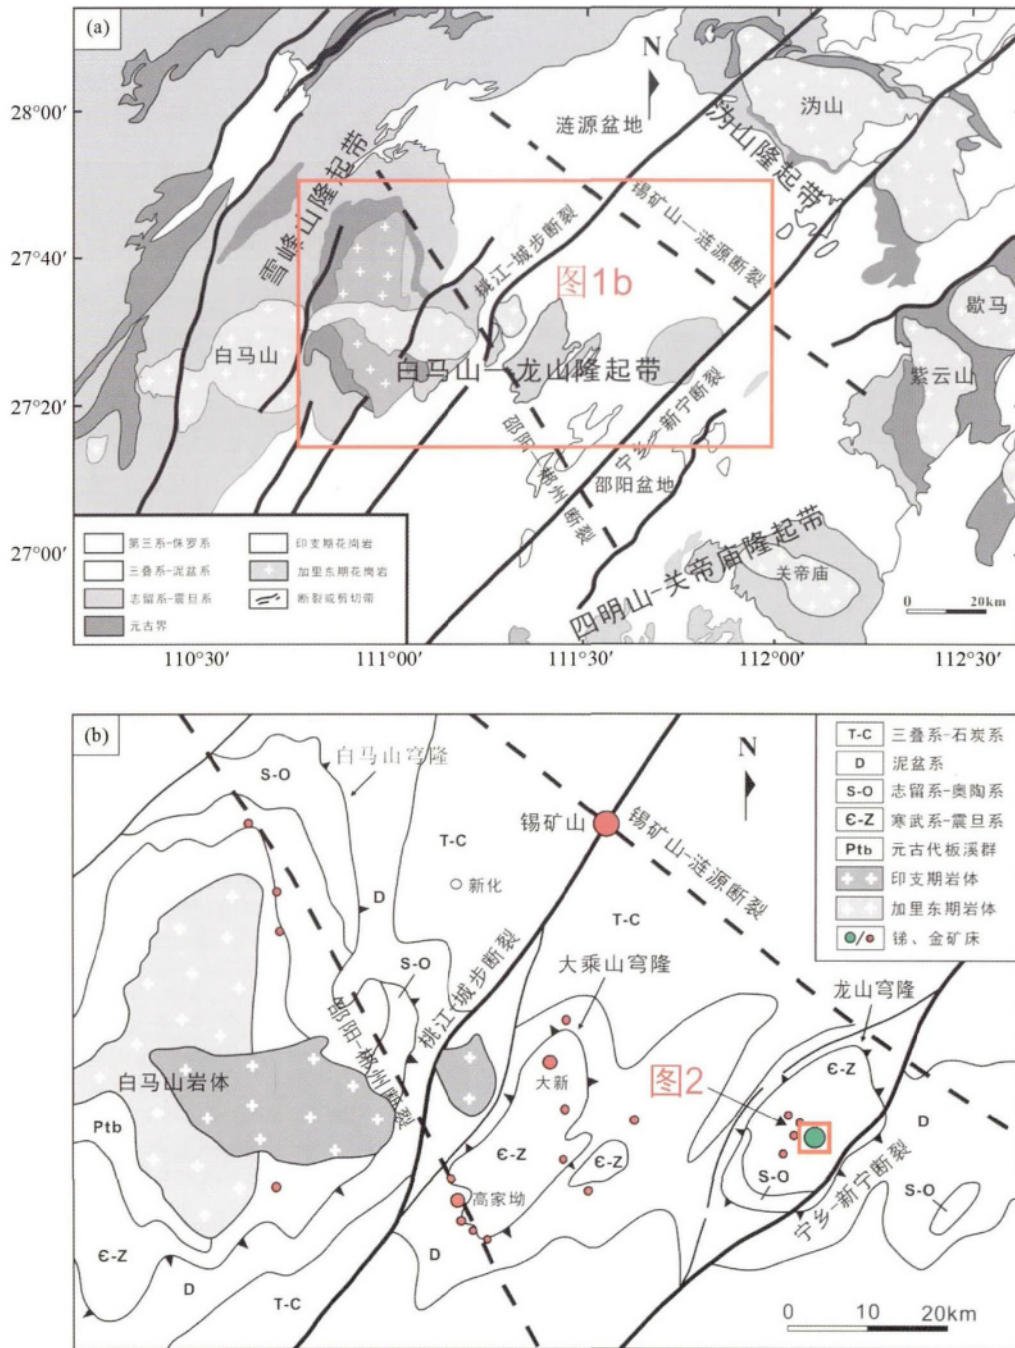 (a)
N
28°00′
27°40′
27°20′
27°00′
涟源盆地
沩山
沩山隆起带
雪峰山隆起带
锡矿山—涟源断裂
桃江-城步断裂
图1b
歇马
白马山
白马山—龙山隆起带
紫云山
邵阳—郴州断裂
宁乡—新宁断裂
邵阳盆地
四明山-关帝庙隆起带
关帝庙
第三系-侏罗系
印支期花岗岩
三叠系-泥盆系
加里东期花岗岩
志留系-震旦系
断裂或剪切带
元古界
0 20km
110°30′ 111°00′ 111°30′ 112°00′ 112°30′
(b)
白马山穹隆
S-O
N
T-C 三叠系-石炭系
D 泥盆系
S-O 志留系-奥陶系
Є-Z 寒武系-震旦系
Ptb 元古代板溪群
印支期岩体
加里东期岩体
/ 锑、金矿床
锡矿山
锡矿山-涟源断裂
T-C
新化
D
T-C
S-O
大乘山穹隆
龙山穹隆
桃江-城步断裂
邵阳-郴州断裂
白马山岩体
大新
图2
Є-Z
D
Ptb
Є-Z
Є-Z
S-O
S-O
高家坳
宁乡-新宁断裂
Є-Z
D
D
T-C
0 10 20km